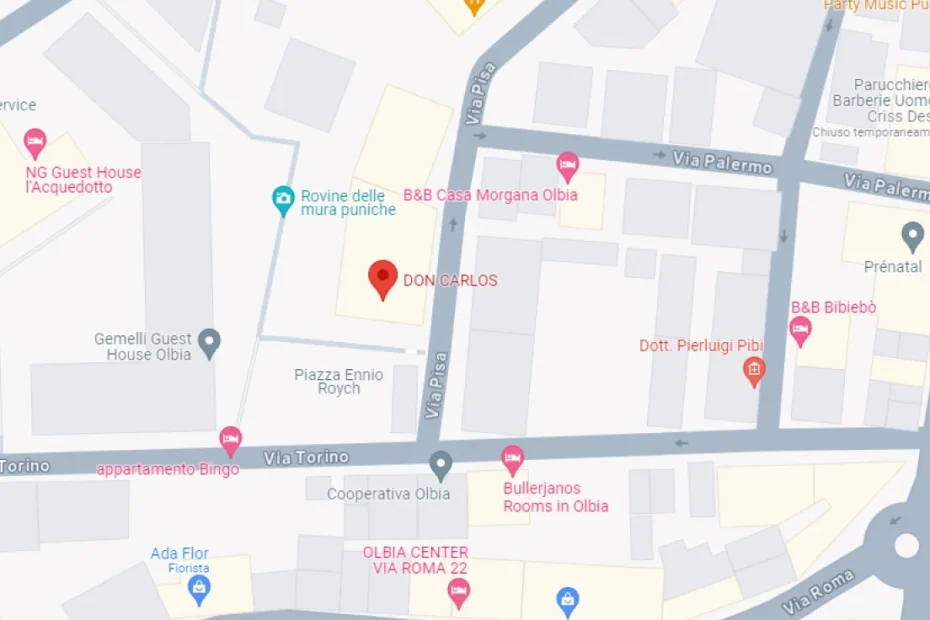 Party Music Pu
Via Pisa
Parucchier
Barberie Uomo
Criss Des
Chiuso temporaneam
ervice
NG Guest House
l'Acquedotto
Via Palermo
Via Palerm
Rovine delle
mura puniche
B&B Casa Morgana Olbia
Prénatal
DON CARLOS
B&B Bibiebò
Gemelli Guest
House Olbia
Dott. Pierluigi Pibi
Piazza Ennio
Roych
Via Pisa
Torino
appartamento Bingo
Via Torino
Cooperativa Olbia
Bullerjanos
Rooms in Olbia
Ada Flor
Fiorista
OLBIA CENTER
VIA ROMA 22
Via Roma